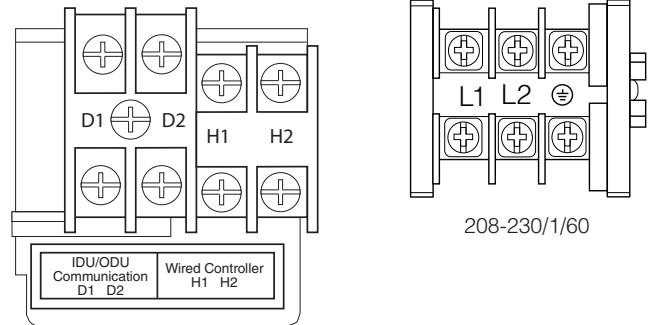 D1 D2
H1 H2
IDU/ODU
Communication
D1 D2
Wired Controller
H1 H2
L1 L2
208-230/1/60